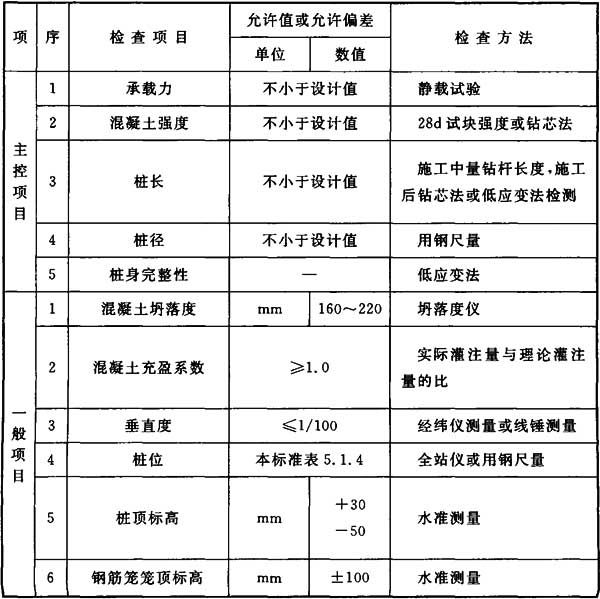 项 序 检查项目 允许值或允许偏差 检查方法
单位 数值
主控项目
1 承载力 不小于设计值 静载试验
2 混凝土强度 不小于设计值 28d试块强度或钻芯法
3 桩长 不小于设计值 施工中量钻杆长度,施工
后钻芯法或低应变法检测
4 桩径 不小于设计值 用钢尺量
5 桩身完整性 — 低应变法
一般项目
1 混凝土坍落度 mm 160～220 坍落度仪
2 混凝土充盈系数 ≥1.0 实际灌注量与理论灌注
量的比
3 垂直度 ≤1/100 经纬仪测量或线锤测量
4 桩位 本标准表5.1.4 全站仪或用钢尺量
5 桩顶标高 mm +30
−50 水准测量
6 钢筋笼笼顶标高 mm ±100 水准测量